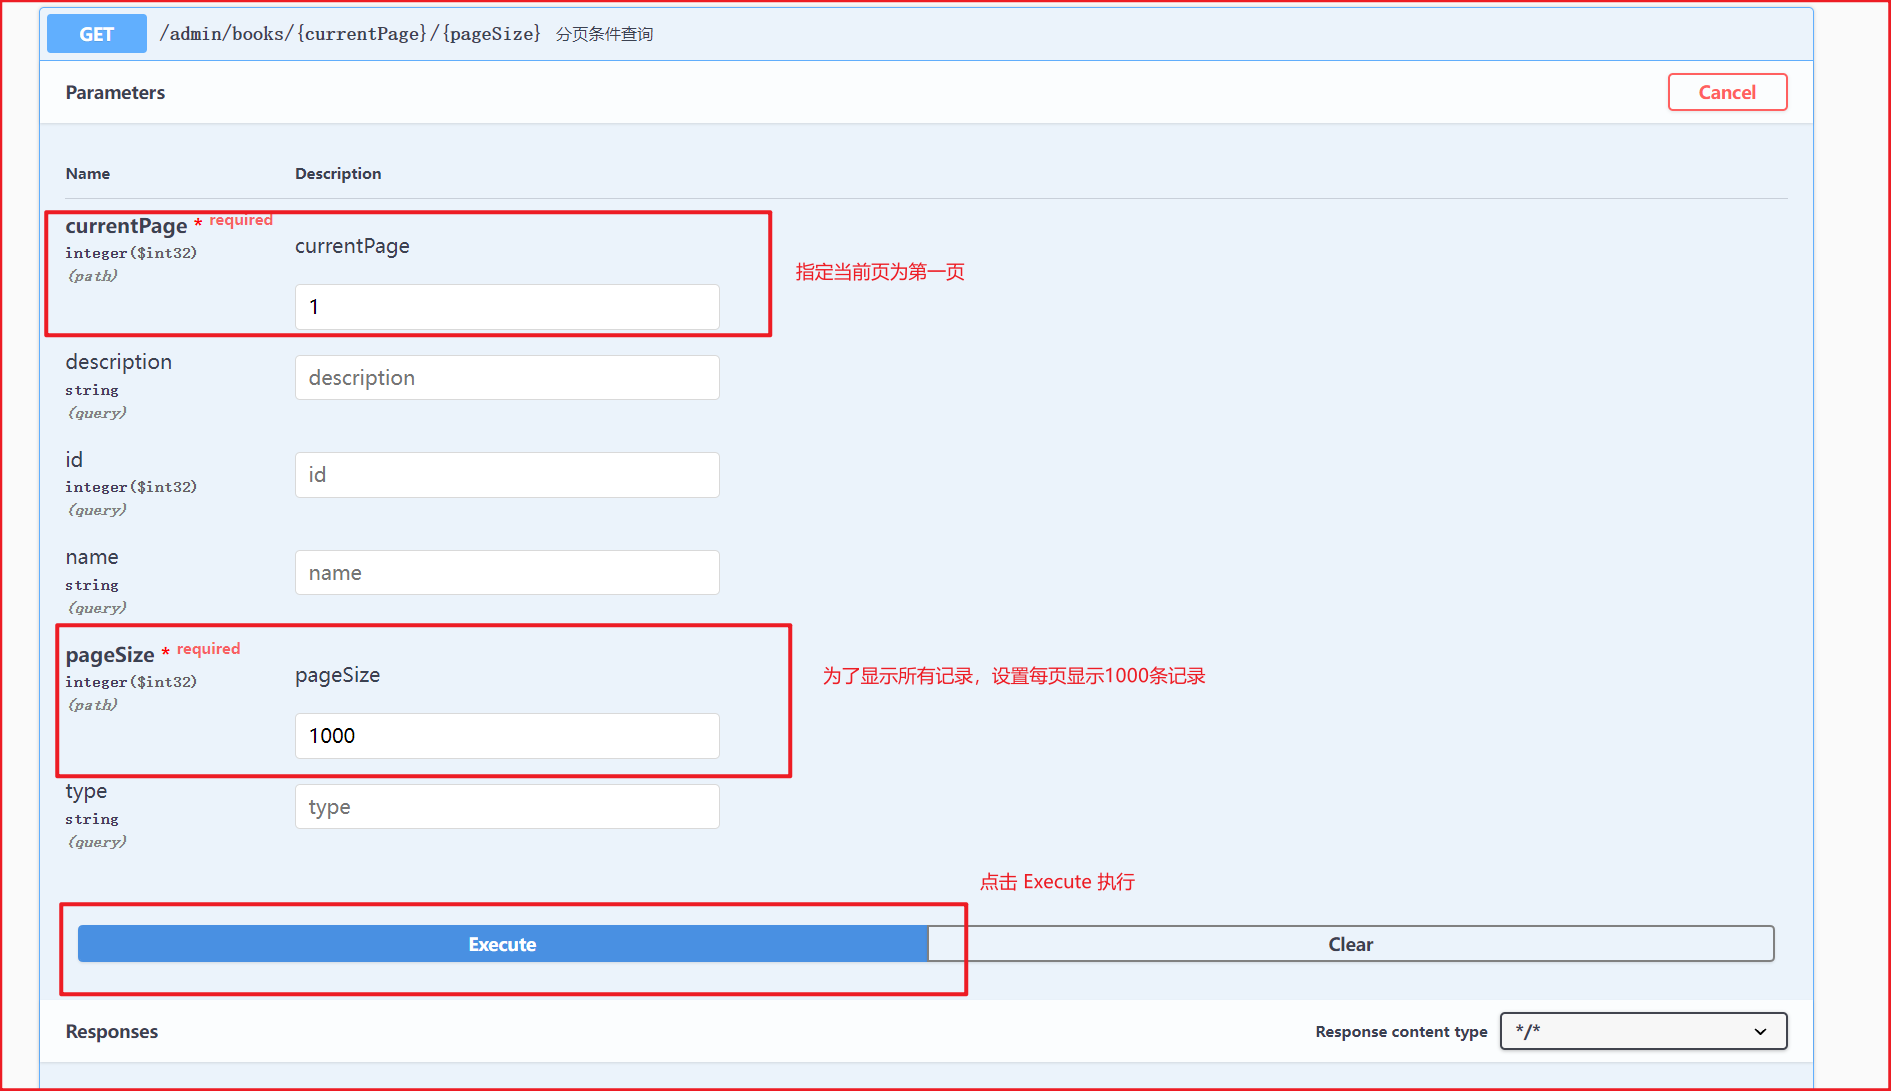 GET /admin/books/{currentPage}/{pageSize} 分页条件查询
Parameters
Cancel
Name Description
currentPage * required
integer($int32)
(path)
currentPage
1
指定当前页为第一页
description
string
(query)
description
id
integer($int32)
(query)
id
name
string
(query)
name
pageSize * required
integer($int32)
(path)
pageSize
1000
为了显示所有记录，设置每页显示1000条记录
type
string
(query)
type
点击 Execute 执行
Execute
Clear
Responses
Response content type */*